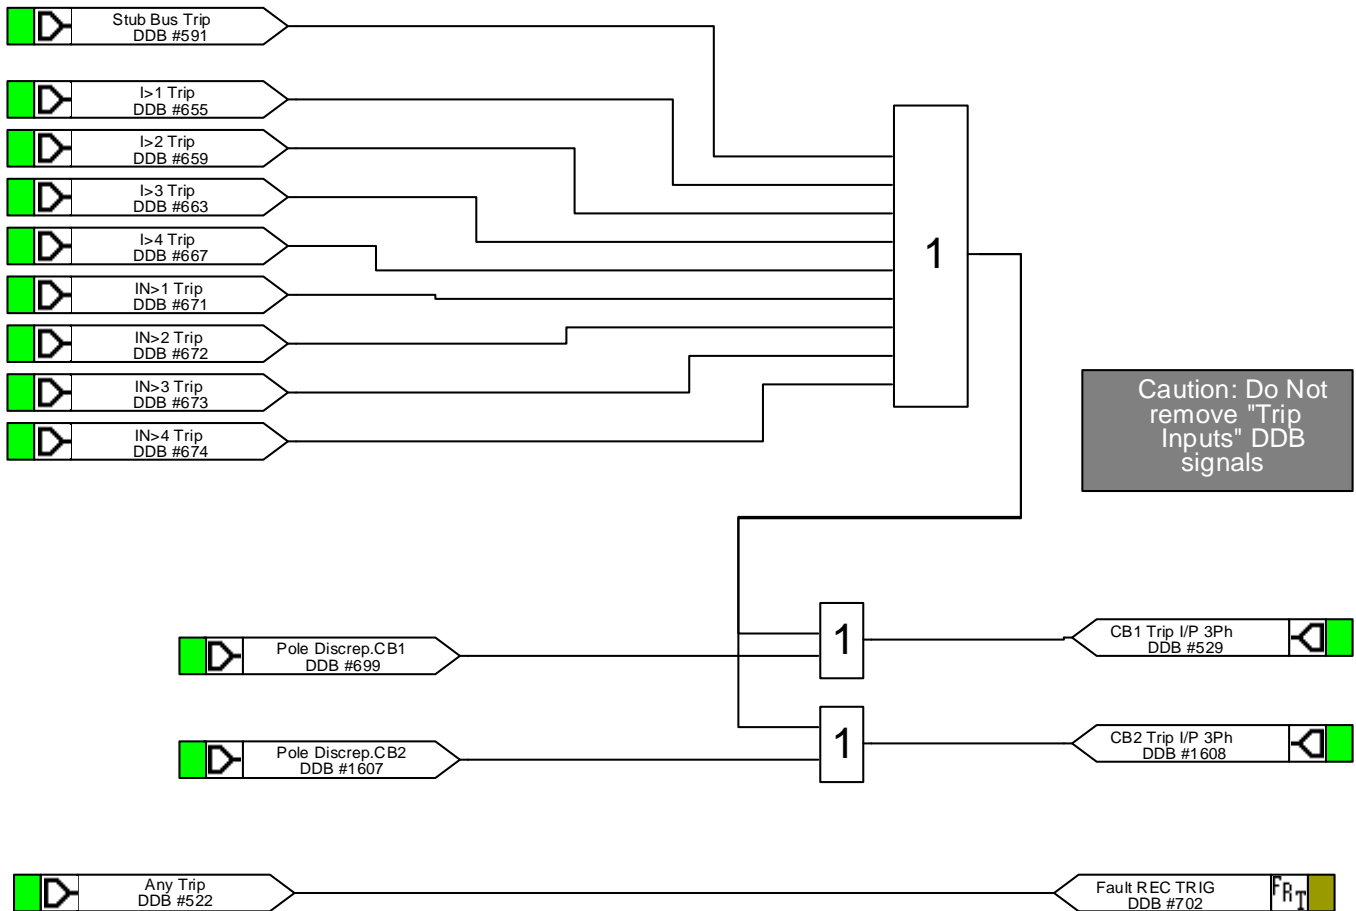 Stub Bus Trip
DDB #591
I>1 Trip
DDB #655
I>2 Trip
DDB #659
I>3 Trip
DDB #663
I>4 Trip
DDB #667
IN>1 Trip
DDB #671
IN>2 Trip
DDB #672
IN>3 Trip
DDB #673
IN>4 Trip
DDB #674
1
Caution: Do Not
remove "Trip
Inputs" DDB
signals
Pole Discrep.CB1
DDB #699
1
CB1 Trip I/P 3Ph
DDB #529
Pole Discrep.CB2
DDB #1607
1
CB2 Trip I/P 3Ph
DDB #1608
Any Trip
DDB #522
Fault REC TRIG
DDB #702
FRT